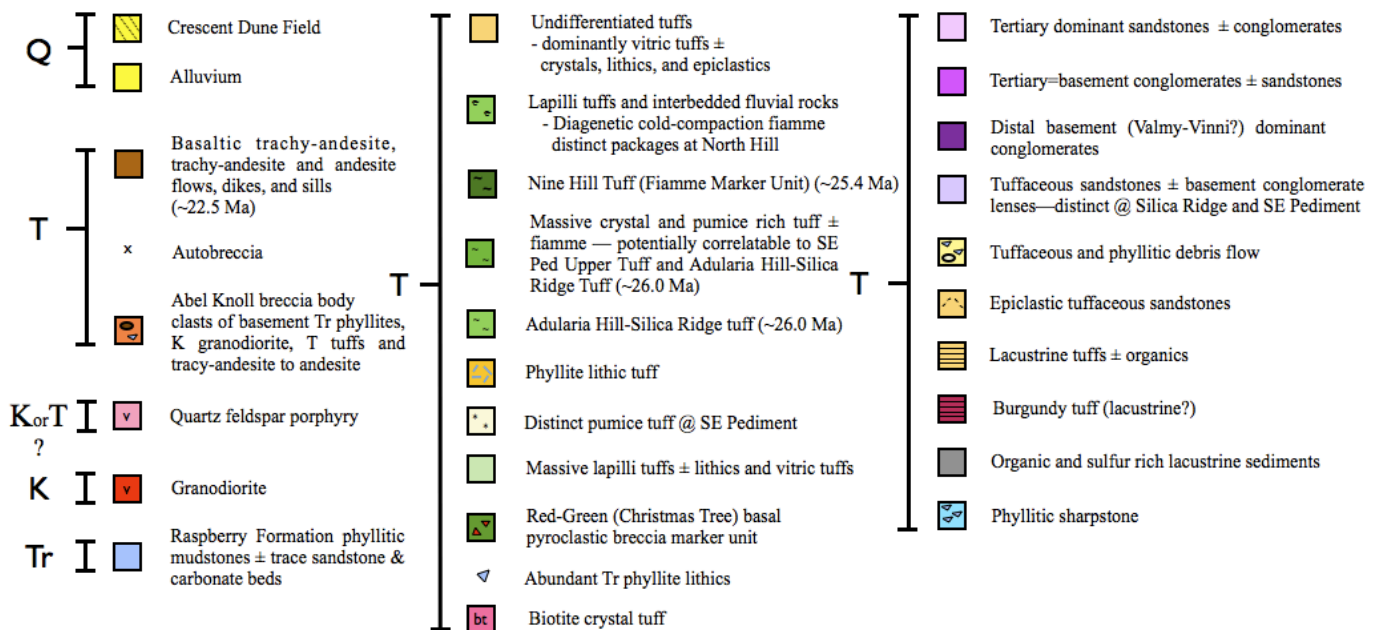 Q
Crescent Dune Field
Alluvium
T
Basaltic trachy-andesite,
trachy-andesite and andesite
flows, dikes, and sills
(~22.5 Ma)
x
Autobreccia
Abel Knoll breccia body
clasts of basement Tr phyllites,
K granodiorite, T tuffs and
tracy-andesite to andesite
KorT
?
v
Quartz feldspar porphyry
K
v
Granodiorite
Tr
Raspberry Formation phyllitic
mudstones ± trace sandstone &
carbonate beds
T
Undifferentiated tuffs
- dominantly vitric tuffs ±
crystals, lithics, and epiclastics
Lapilli tuffs and interbedded fluvial rocks
- Diagenetic cold-compaction fiamme
distinct packages at North Hill
Nine Hill Tuff (Fiamme Marker Unit) (~25.4 Ma)
Massive crystal and pumice rich tuff ±
fiamme — potentially correlatable to SE
Ped Upper Tuff and Adularia Hill-Silica
Ridge Tuff (~26.0 Ma)
Adularia Hill-Silica Ridge tuff (~26.0 Ma)
Phyllite lithic tuff
Distinct pumice tuff @ SE Pediment
Massive lapilli tuffs ± lithics and vitric tuffs
Red-Green (Christmas Tree) basal
pyroclastic breccia marker unit
Abundant Tr phyllite lithics
bt
Biotite crystal tuff
T
Tertiary dominant sandstones ± conglomerates
Tertiary=basement conglomerates ± sandstones
Distal basement (Valmy-Vinni?) dominant
conglomerates
Tuffaceous sandstones ± basement conglomerate
lenses—distinct @ Silica Ridge and SE Pediment
Tuffaceous and phyllitic debris flow
Epiclastic tuffaceous sandstones
Lacustrine tuffs ± organics
Burgundy tuff (lacustrine?)
Organic and sulfur rich lacustrine sediments
Phyllitic sharpstone